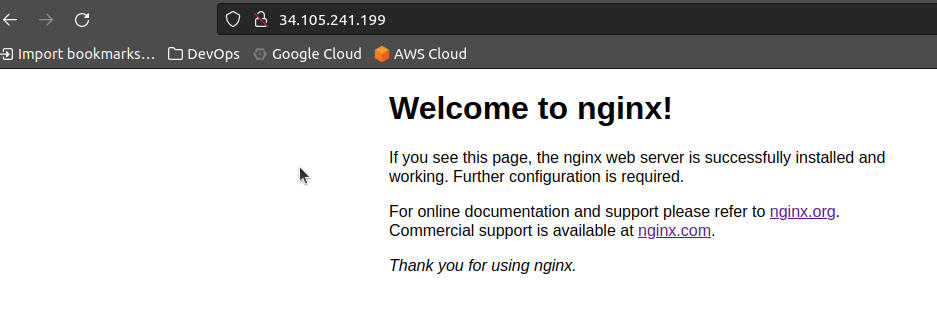 34.105.241.199
Import bookmarks...
DevOps
Google Cloud
AWS Cloud
Welcome to nginx!
If you see this page, the nginx web server is successfully installed and
working. Further configuration is required.
For online documentation and support please refer to nginx.org.
Commercial support is available at nginx.com.
Thank you for using nginx.